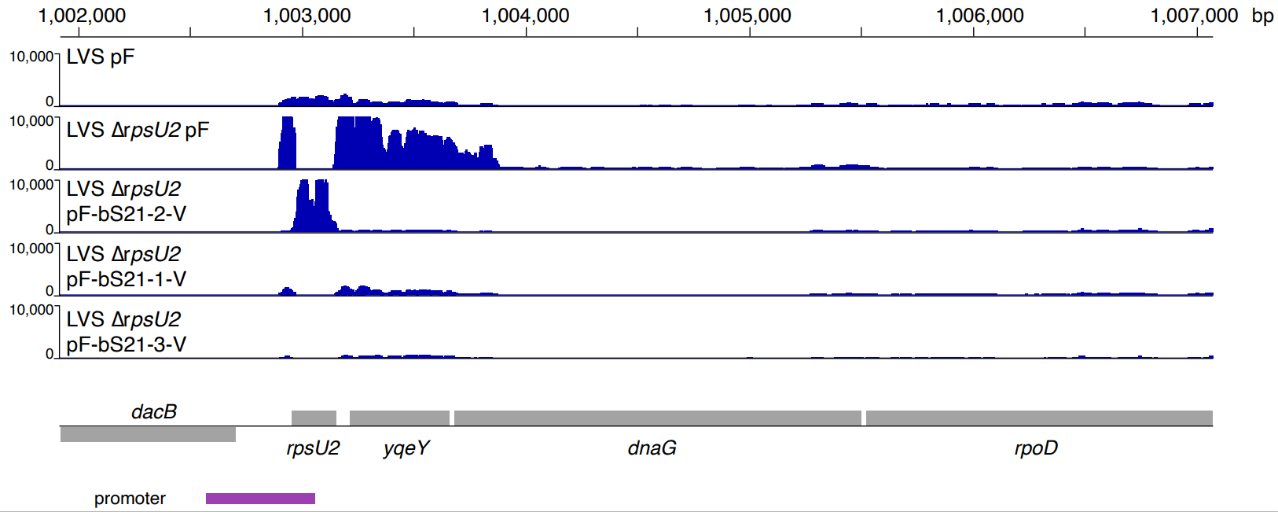 1,002,000 1,003,000 1,004,000 1,005,000 1,006,000 1,007,000 bp
10,000
LVS pF
0
10,000
LVS ΔrpsU2 pF
0
10,000
LVS ΔrpsU2
pF-bS21-2-V
0
10,000
LVS ΔrpsU2
pF-bS21-1-V
0
10,000
LVS ΔrpsU2
pF-bS21-3-V
0
dacB
rpsU2 yqeY dnaG rpoD
promoter